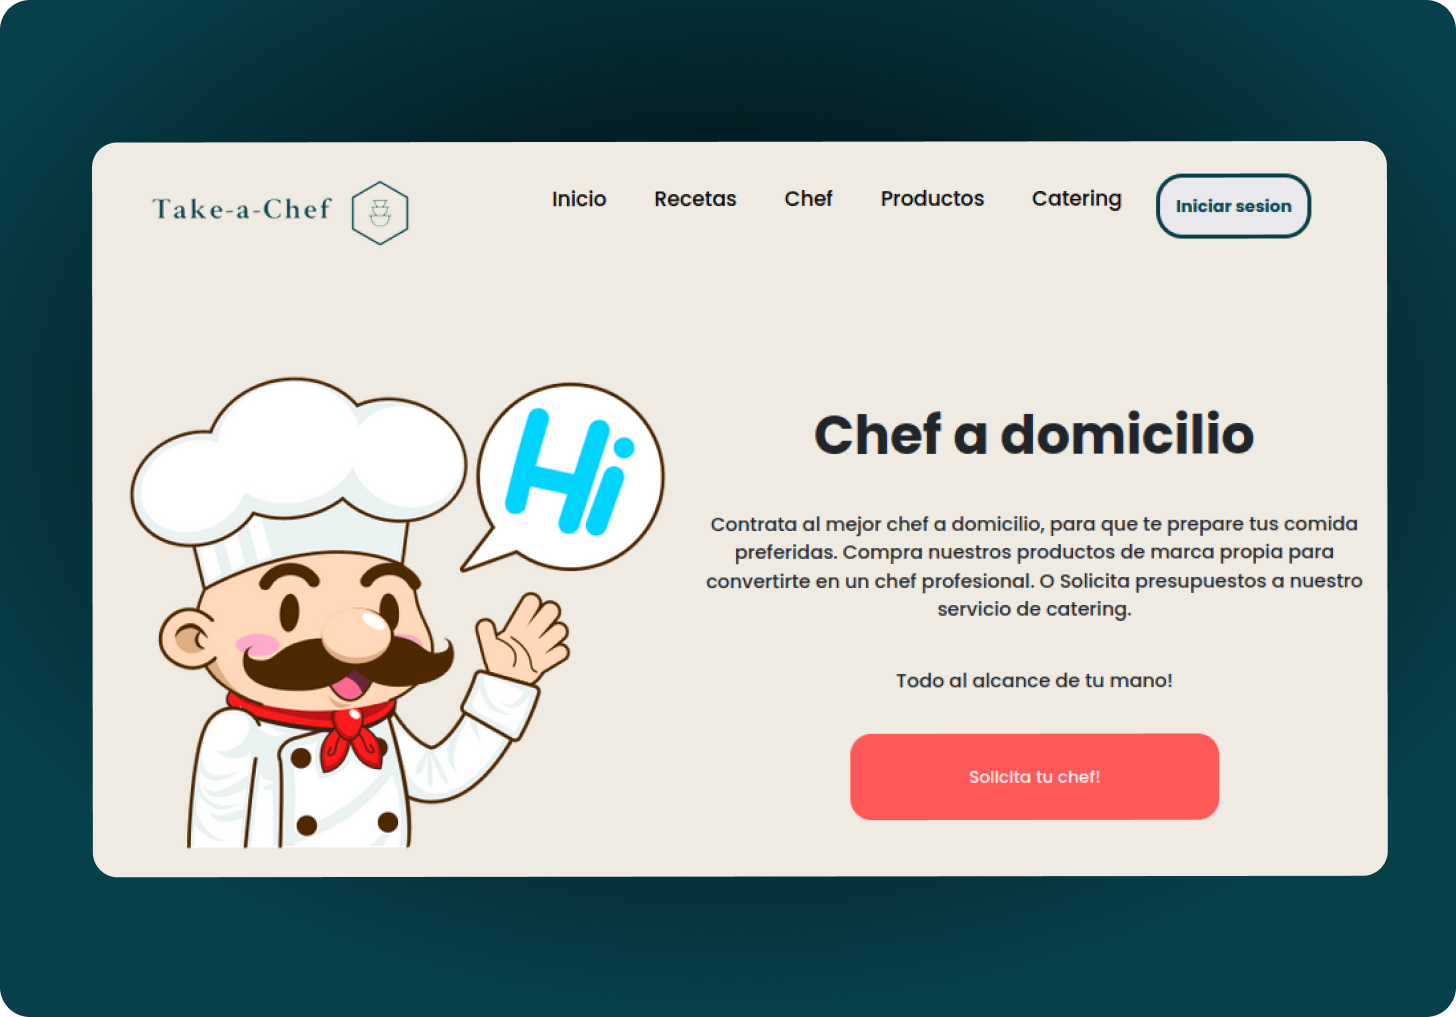 Take-a-Chef
Inicio Recetas Chef Productos Catering Iniciar sesion
Hi
Chef a domicilio
Contrata al mejor chef a domicilio, para que te prepare tus comida
preferidas. Compra nuestros productos de marca propia para
convertirte en un chef profesional. O Solicita presupuestos a nuestro
servicio de catering.
Todo al alcance de tu mano!
Solicita tu chef!